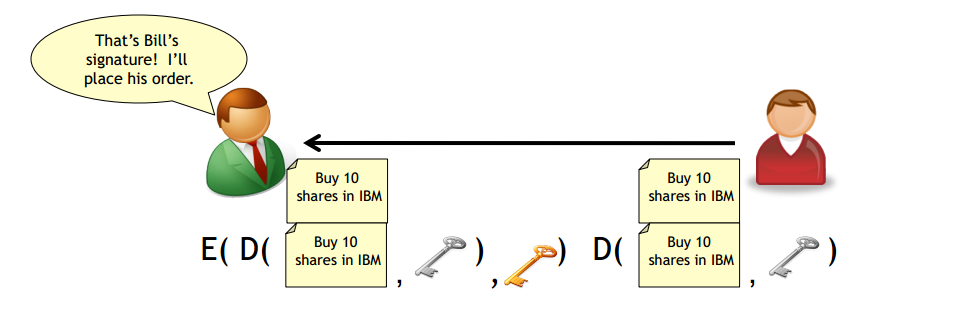 That's Bill's
signature! I'll
place his order.
Buy 10
shares in IBM
Buy 10
shares in IBM
E( D(
Buy 10
shares in IBM
, ) , )
D(
Buy 10
shares in IBM
, )